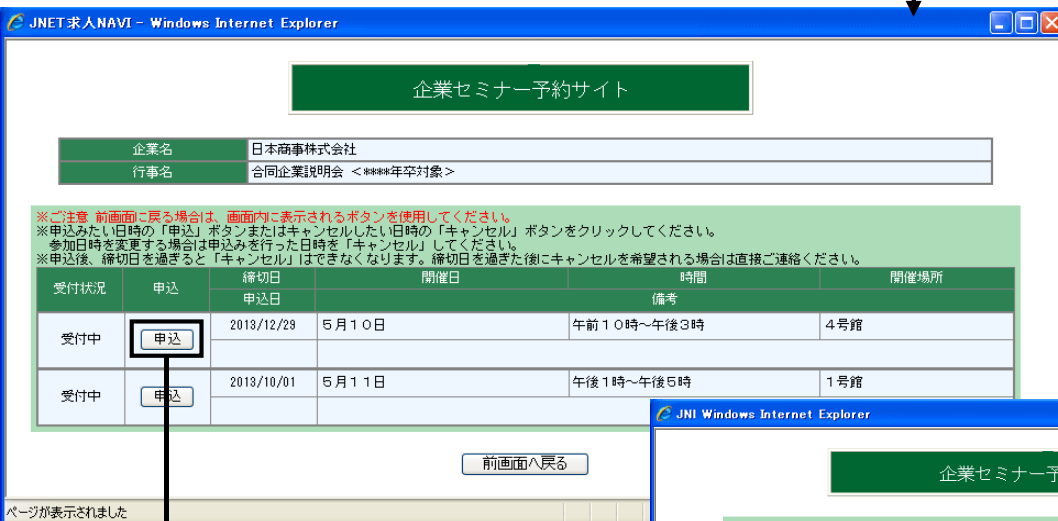 JNET求人NAVI - Windows Internet Explorer
企業セミナー予約サイト
企業名 日本商事株式会社
行事名 合同企業説明会 <****年卒対象>
※ご注意 前画面に戻る場合は、画面内に表示されるボタンを使用してください。
※申込みたい日時の「申込」ボタンまたはキャンセルしたい日時の「キャンセル」ボタンをクリックしてください。
参加日時を変更する場合は申込みを行った日時を「キャンセル」してください。
※申込後、締切日を過ぎると「キャンセル」はできなくなります。締切日を過ぎた後にキャンセルを希望される場合は直接ご連絡ください。
受付状況 申込 締切日 開催日 時間 開催場所
申込日 備考
受付中 申込 2013/12/29 5月10日 午前10時~午後3時 4号館
受付中 申込 2013/10/01 5月11日 午後1時~午後5時 1号館
前画面へ戻る
ページが表示されました
JNI Windows Internet Explorer
企業セミナー予